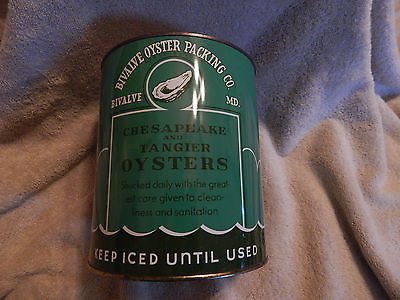 BIVALVE OYSTER PACKING CO.
BIVALVE MD.
CHESAPEAKE
AND
TANGIER
OYSTERS
Shucked daily with the great-
est care given to clean-
liness and sanitation
KEEP ICED UNTIL USED